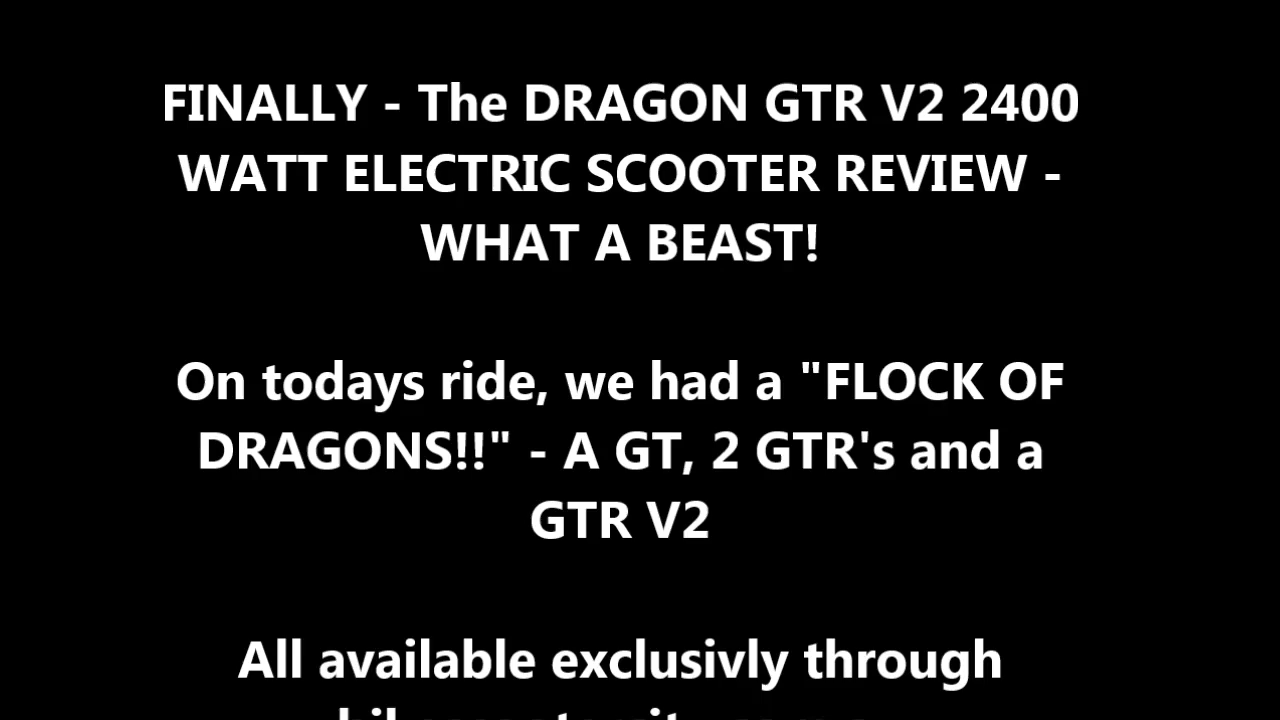 FINALLY - The DRAGON GTR V2 2400
WATT ELECTRIC SCOOTER REVIEW -
WHAT A BEAST!
On todays ride, we had a "FLOCK OF
DRAGONS!!" - A GT, 2 GTR's and a
GTR V2
All available exclusivly through